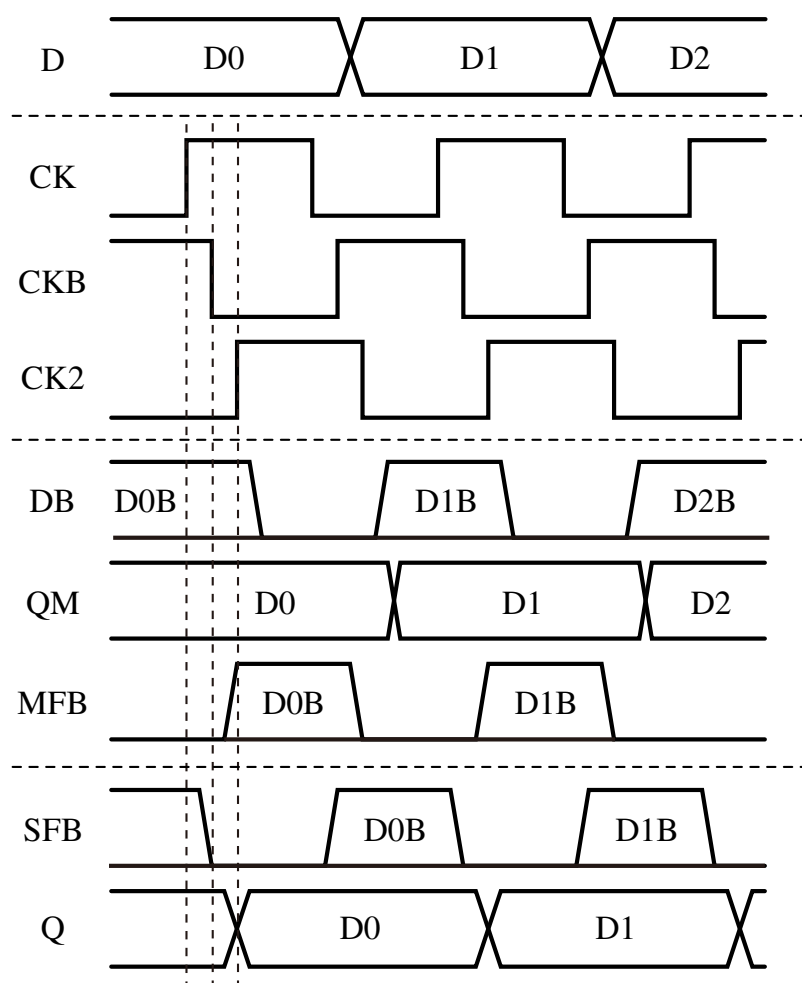 D D0 D1 D2
CK
CKB
CK2
DB D0B D1B D2B
QM D0 D1 D2
MFB D0B D1B
SFB D0B D1B
Q D0 D1